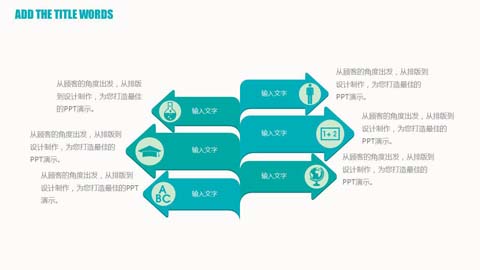 ADD THE TITLE WORDS
从顾客的角度出发，从排版
到设计制作，为您打造最佳
的PPT演示。
输入文字
输入文字
从顾客的角度出发，从排版到
设计制作，为您打造最佳的
PPT演示。
从顾客的角度出发，从排版到
设计制作，为您打造最佳的
PPT演示。
输入文字
输入文字
1+2
从顾客的角度出发，从排版到
设计制作，为您打造最佳的
PPT演示。
从顾客的角度出发，从排版到
设计制作，为您打造最佳的PPT
演示。
A
BC
输入文字
输入文字
从顾客的角度出发，从排版到
设计制作，为您打造最佳的
PPT演示。